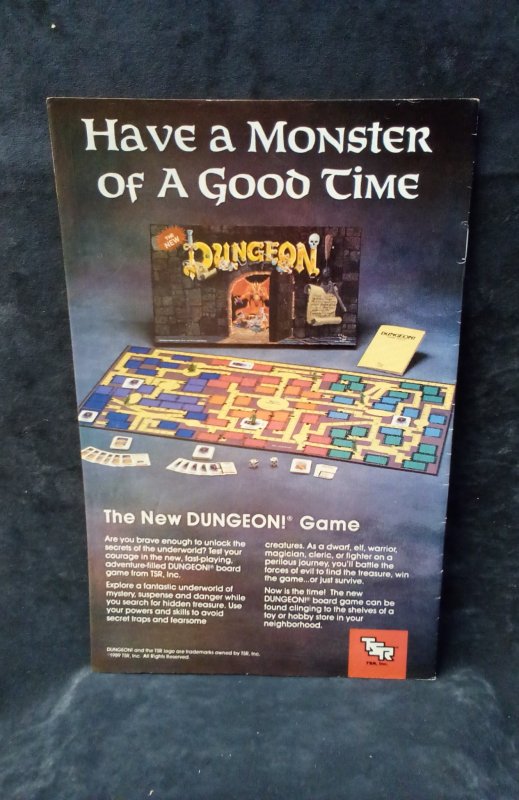 Have a Monster
of a Good Time
THE NEW
DUNGEON!
DUNGEON!
The New DUNGEON!® Game
Are you brave enough to unlock the
secrets of the underworld? Test your
courage in the new, fast-playing,
adventure-filled DUNGEON!® board
game from TSR, Inc.
Explore a fantastic underworld of
mystery, suspense and danger while
you search for hidden treasure. Use
your powers and skills to avoid
secret traps and fearsome
creatures. As a dwarf, elf, warrior,
magician, cleric, or fighter on a
perilous journey, you'll battle the
forces of evil to find the treasure, win
the game...or just survive.
Now is the time! The new
DUNGEON!® board game can be
found clinging to the shelves of a
toy or hobby store in your
neighborhood.
DUNGEON! and the TSR logo are trademarks owned by TSR, Inc.
©1989 TSR, Inc. All Rights Reserved.
TSR
TSR, Inc.